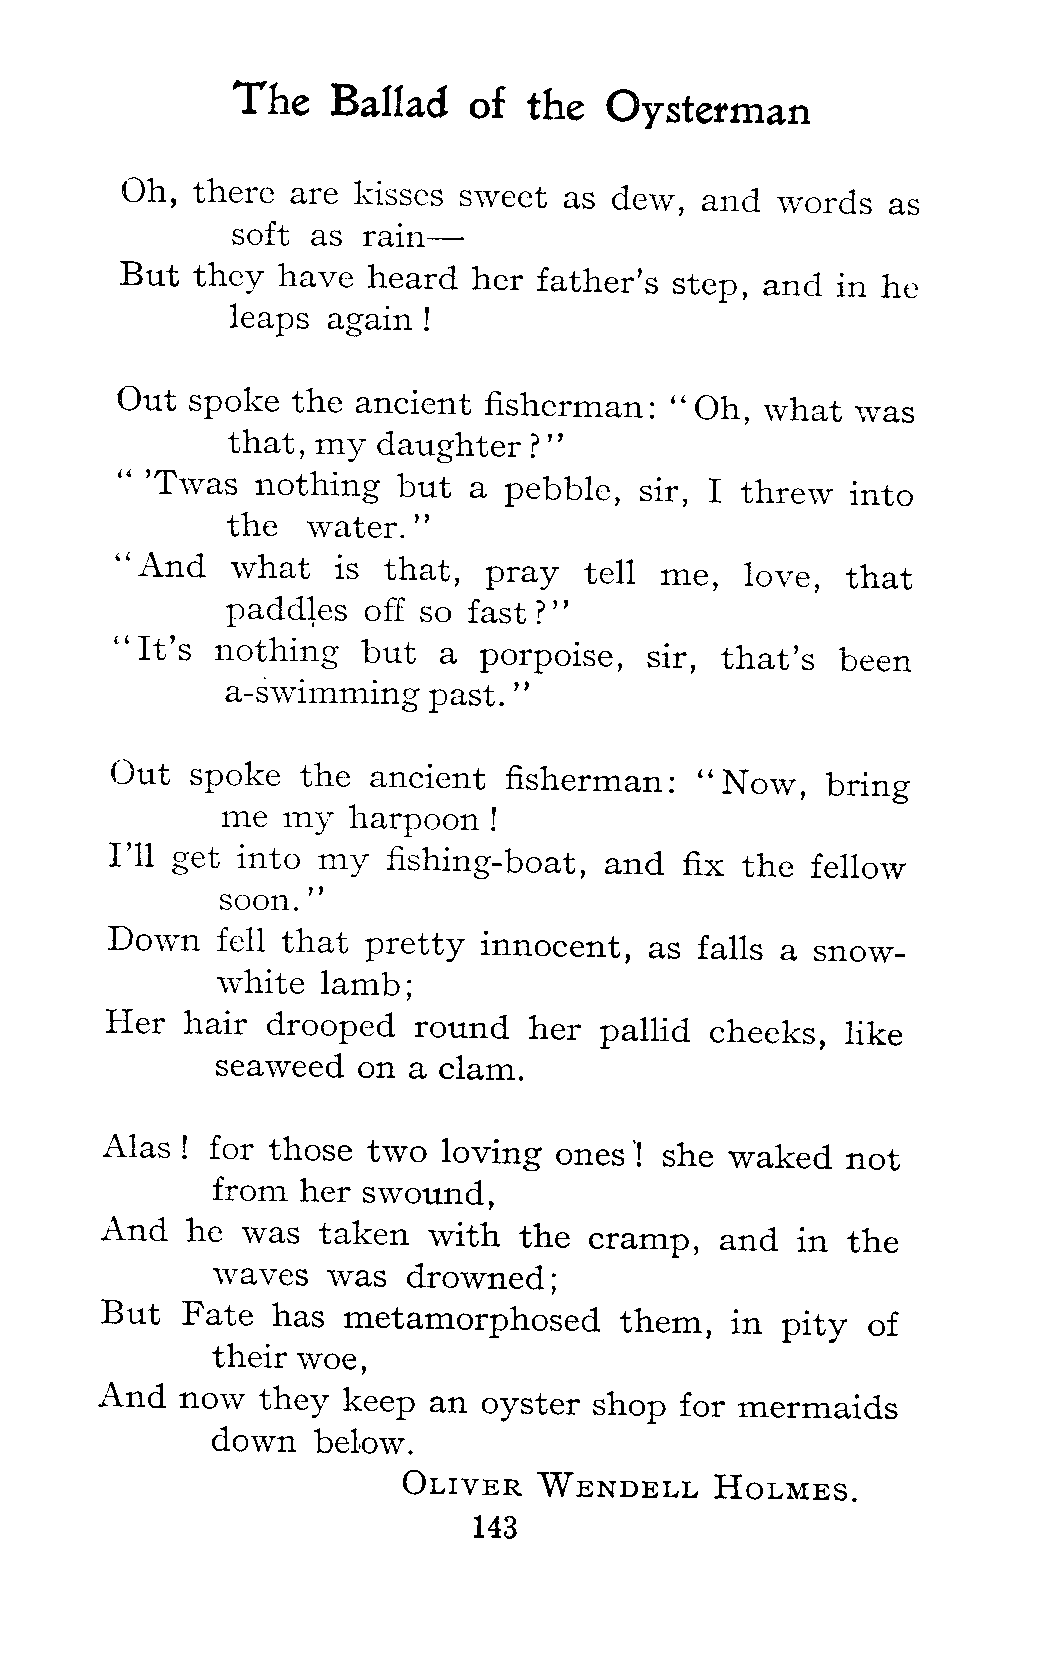 The Ballad of the Oysterman
Oh, there are kisses sweet as dew, and words as
soft as rain—
But they have heard her father's step, and in he
leaps again !
Out spoke the ancient fisherman: “Oh, what was
that, my daughter?”
“ 'Twas nothing but a pebble, sir, I threw into
the water.”
“And what is that, pray tell me, love, that
paddles off so fast?”
“It's nothing but a porpoise, sir, that's been
a-swimming past.”
Out spoke the ancient fisherman: “Now, bring
me my harpoon !
I'll get into my fishing-boat, and fix the fellow
soon.”
Down fell that pretty innocent, as falls a snow-
white lamb;
Her hair drooped round her pallid cheeks, like
seaweed on a clam.
Alas ! for those two loving ones ! she waked not
from her swound,
And he was taken with the cramp, and in the
waves was drowned;
But Fate has metamorphosed them, in pity of
their woe,
And now they keep an oyster shop for mermaids
down below.
OLIVER WENDELL HOLMES.
143